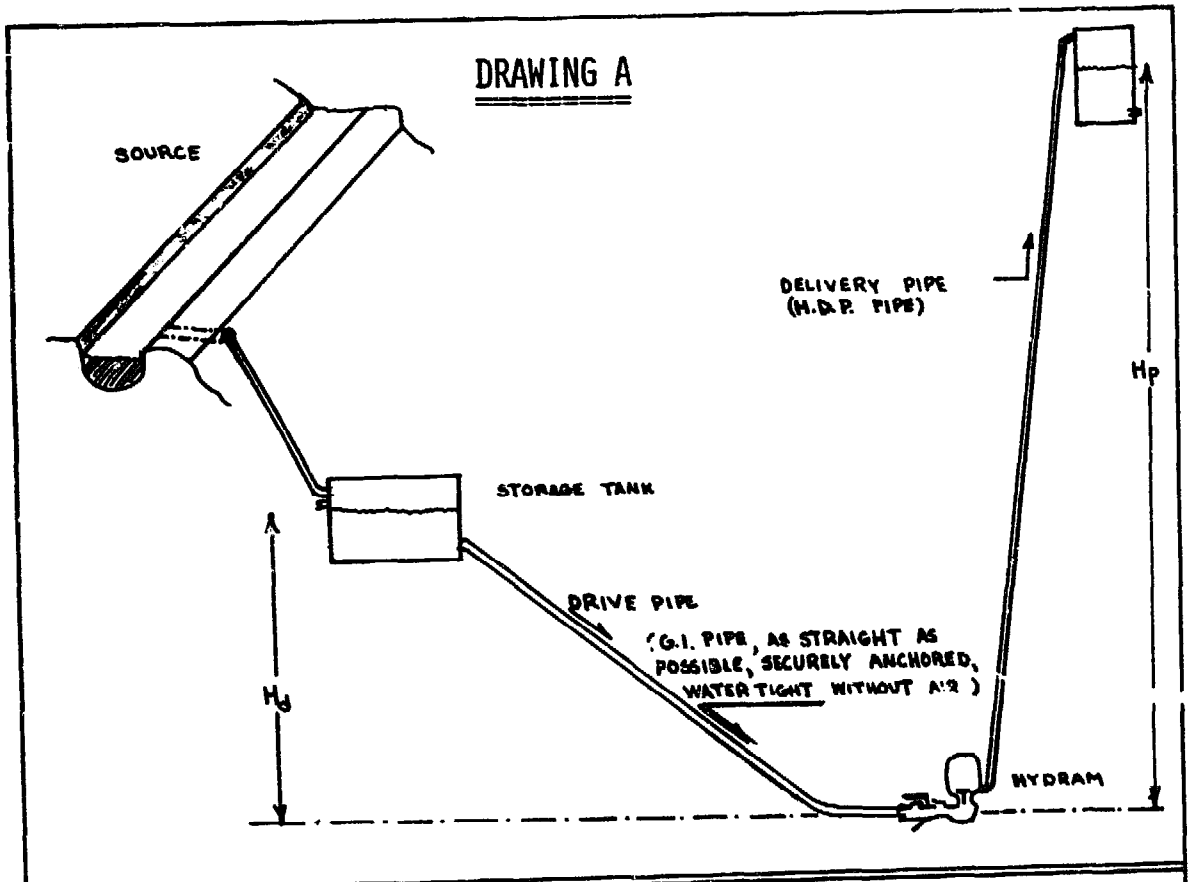 DRAWING A
SOURCE
DELIVERY PIPE
(H.D.P. PIPE)
Hp
STORAGE TANK
DRIVE PIPE
(G.I. PIPE, AS STRAIGHT AS
POSSIBLE, SECURELY ANCHORED,
WATER TIGHT WITHOUT AIR)
Hd
HYDRAM